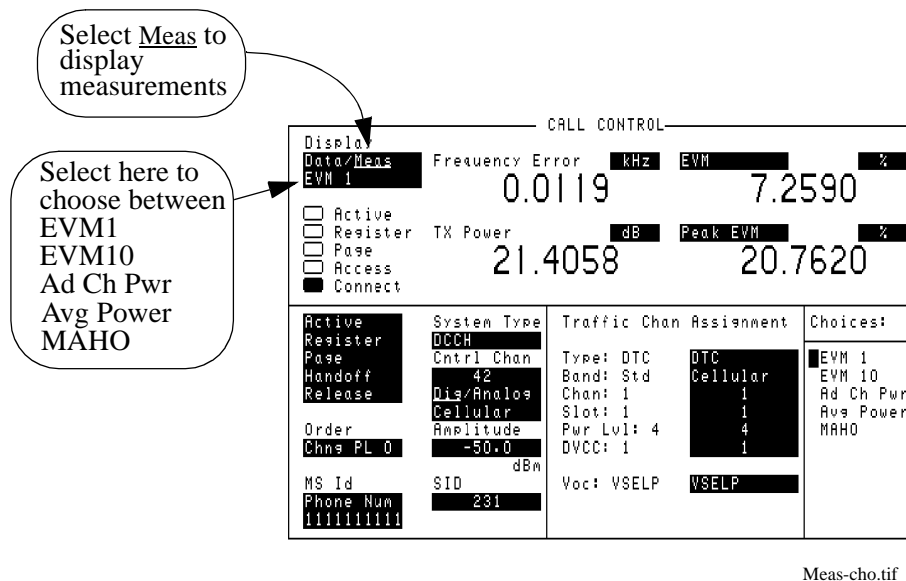 Select Meas to
display
measurements
Select here to
choose between
EVM1
EVM10
Ad Ch Pwr
Avg Power
MAHO
CALL CONTROL
Display
Data/Meas
EVM 1
Frequency Error kHz
0.0119
EVM %
7.2590
Active
Register
Page
Access
Connect
TX Power dB
21.4058
Peak EVM %
20.7620
Active
Register
Page
Handoff
Release
Order
Chng PL 0
MS Id
Phone Num
1111111111
System Type
DCCH
Cntrl Chan
42
Dig/Analog
Cellular
Amplitude
-50.0
dBm
SID
231
Traffic Chan Assignment
Type: DTC DTC
Band: Std Cellular
Chan: 1 1
Slot: 1 1
Pwr Lvl: 4 4
DVCC: 1 1
Voc: VSELP VSELP
Choices:
EVM 1
EVM 10
Ad Ch Pwr
Avg Power
MAHO
Meas-cho.tif